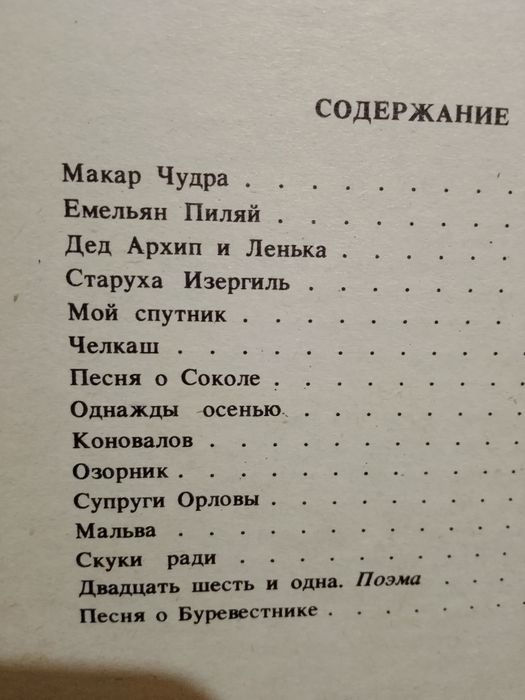 СОДЕРЖАНИЕ
Макар Чудра . . . . . . . . .
Емельян Пиляй . . . . . . . .
Дед Архип и Ленька . . . . . .
Старуха Изергиль . . . . . . .
Мой спутник . . . . . . . . .
Челкаш . . . . . . . . . . .
Песня о Соколе . . . . . . . .
Однажды осенью . . . . . . .
Коновалов . . . . . . . . . .
Озорник . . . . . . . . . . .
Супруги Орловы . . . . . . . .
Мальва . . . . . . . . . . .
Скуки ради . . . . . . . . . .
Двадцать шесть и одна. Поэма . . .
Песня о Буревестнике . . . . . .